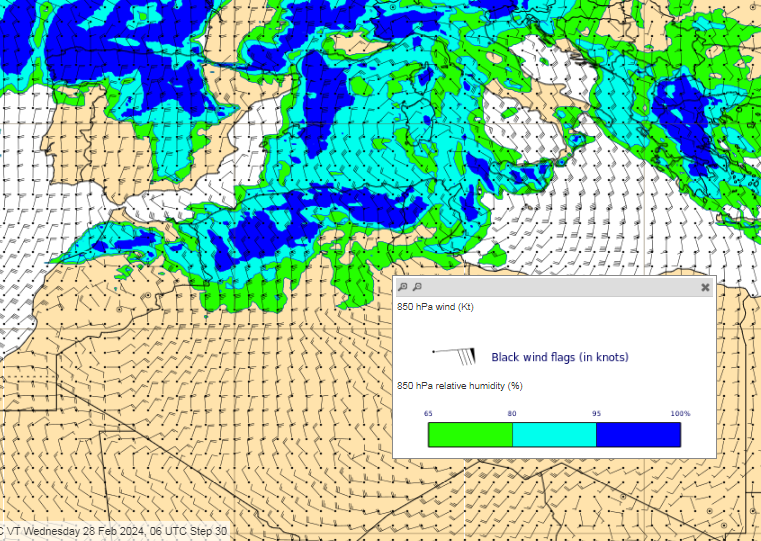 850 hPa wind (Kt)
Black wind flags (in knots)
850 hPa relative humidity (%)
65 80 95 100%
C VT Wednesday 28 Feb 2024, 06 UTC Step 30